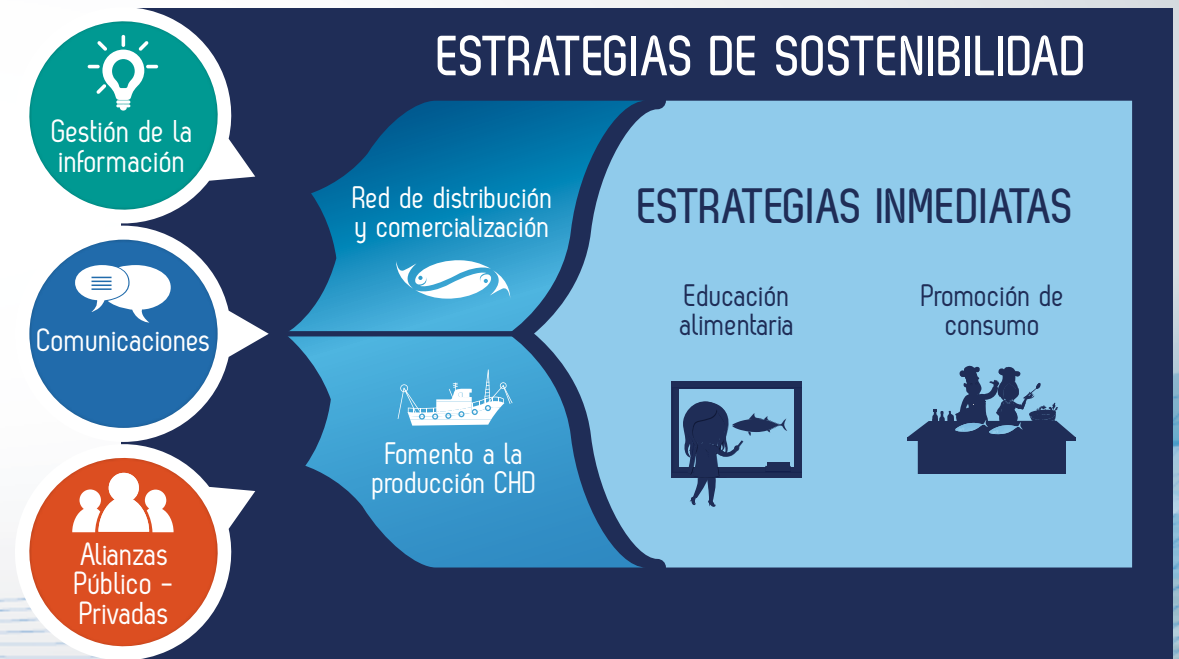 ESTRATEGIAS DE SOSTENIBILIDAD
Gestión de la
información
Comunicaciones
Alianzas
Público -
Privadas
Red de distribución
y comercialización
Fomento a la
producción CHD
ESTRATEGIAS INMEDIATAS
Educación
alimentaria
Promoción de
consumo